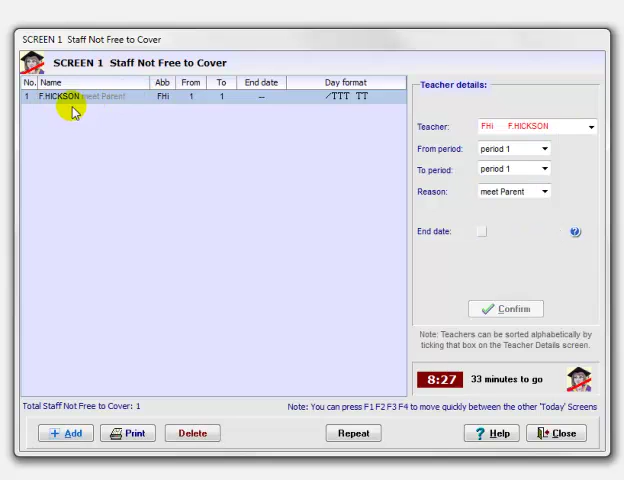 SCREEN 1 Staff Not Free to Cover
SCREEN 1 Staff Not Free to Cover
No. Name Abb From To End date Day format
1 F.HICKSON meet Parent FHi 1 1 -- /TTT TT
Teacher details:
Teacher: FHi F.HICKSON
From period: period 1
To period: period 1
Reason: meet Parent
End date: ?
Confirm
Note: Teachers can be sorted alphabetically by
ticking that box on the Teacher Details screen.
8:27 33 minutes to go
Total Staff Not Free to Cover: 1
Note: You can press F1 F2 F3 F4 to move quickly between the other 'Today' Screens
+ Add Print Delete Repeat ? Help Close